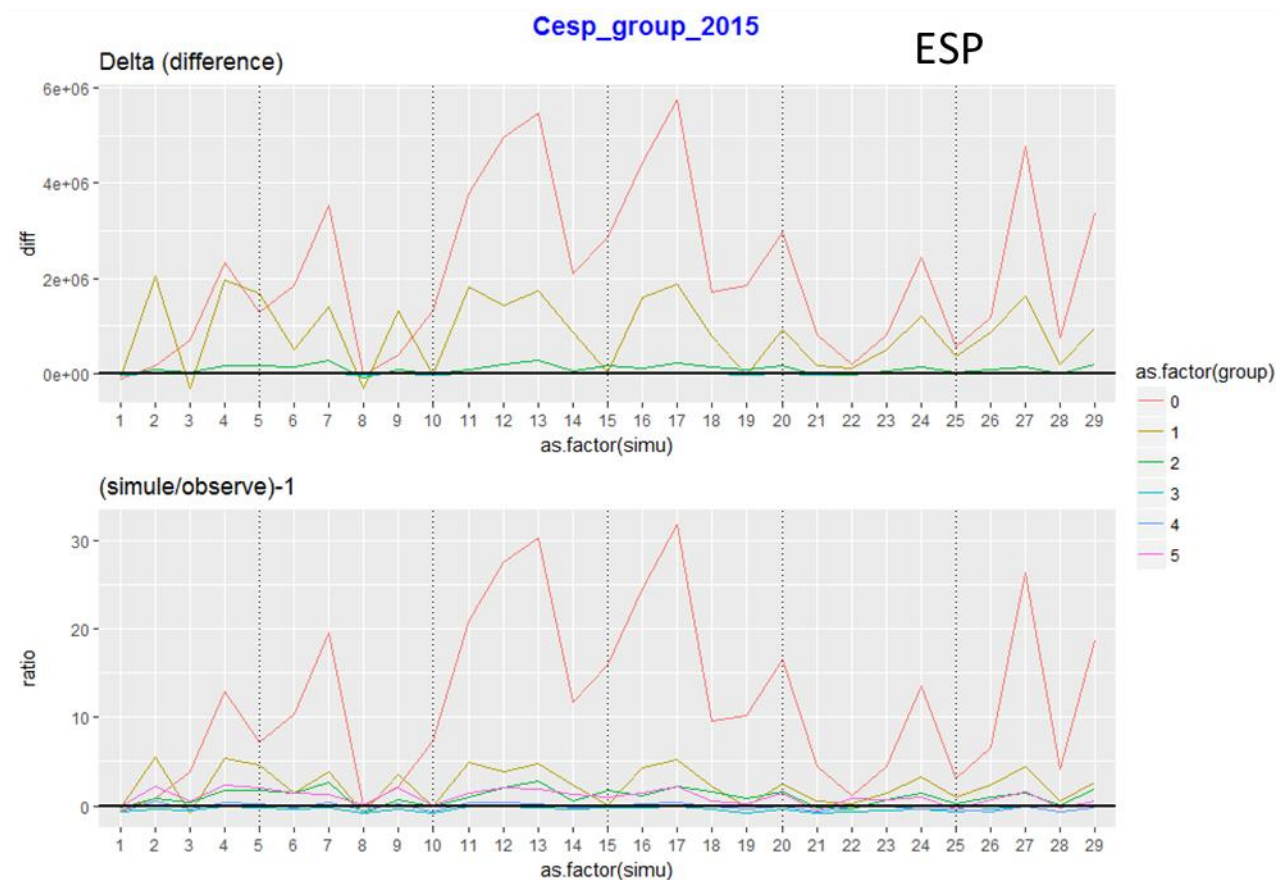 Cesp_group_2015
ESP
Delta (difference)
6e+06
4e+06
2e+06
0e+00
diff
1 2 3 4 5 6 7 8 9 10 11 12 13 14 15 16 17 18 19 20 21 22 23 24 25 26 27 28 29
as.factor(simu)
(simule/observe)-1
30
20
10
0
ratio
1 2 3 4 5 6 7 8 9 10 11 12 13 14 15 16 17 18 19 20 21 22 23 24 25 26 27 28 29
as.factor(simu)
as.factor(group)
0
1
2
3
4
5